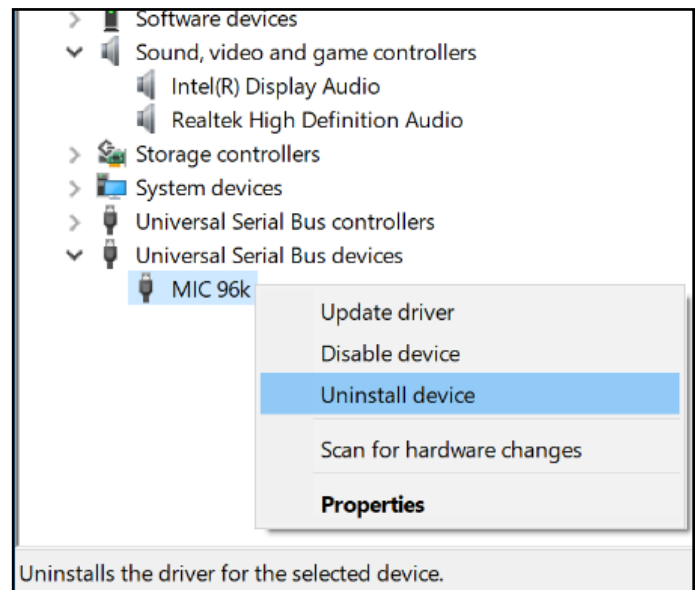 Software devices
Sound, video and game controllers
Intel(R) Display Audio
Realtek High Definition Audio
Storage controllers
System devices
Universal Serial Bus controllers
Universal Serial Bus devices
MIC 96k
Update driver
Disable device
Uninstall device
Scan for hardware changes
Properties
Uninstalls the driver for the selected device.